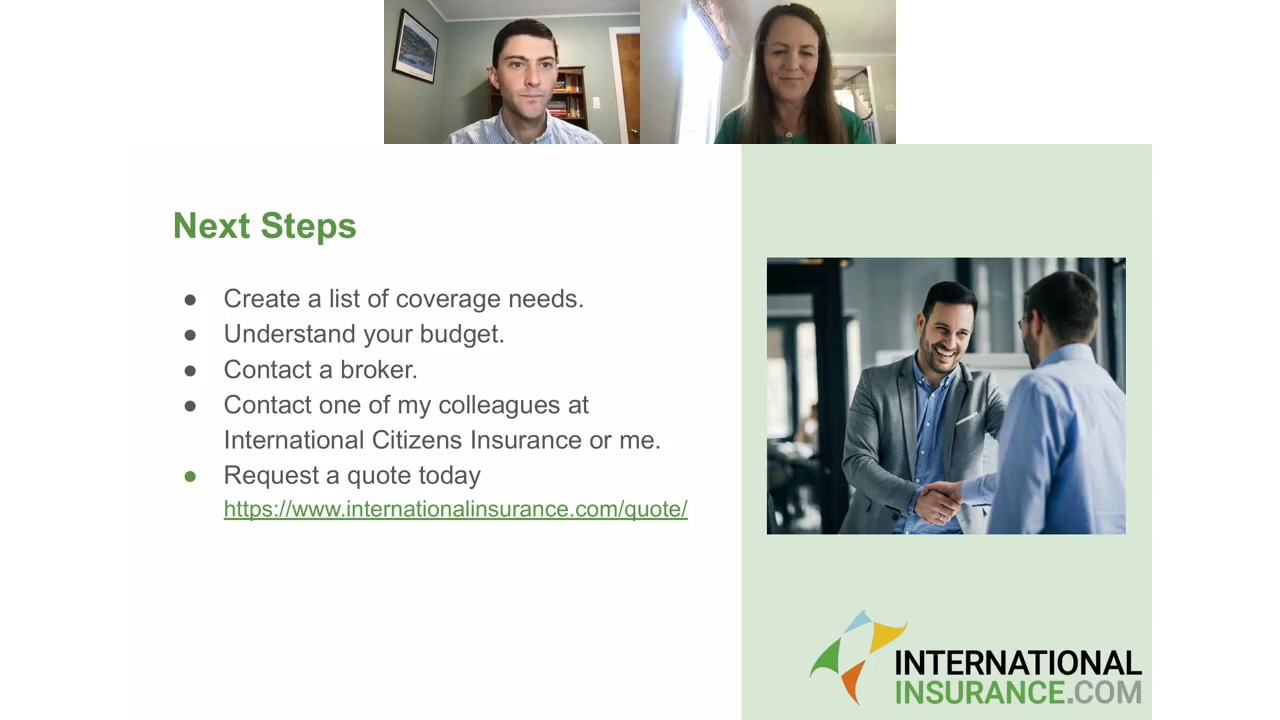 Next Steps
● Create a list of coverage needs.
● Understand your budget.
● Contact a broker.
● Contact one of my colleagues at
International Citizens Insurance or me.
● Request a quote today
https://www.internationalinsurance.com/quote/
INTERNATIONAL
INSURANCE.COM